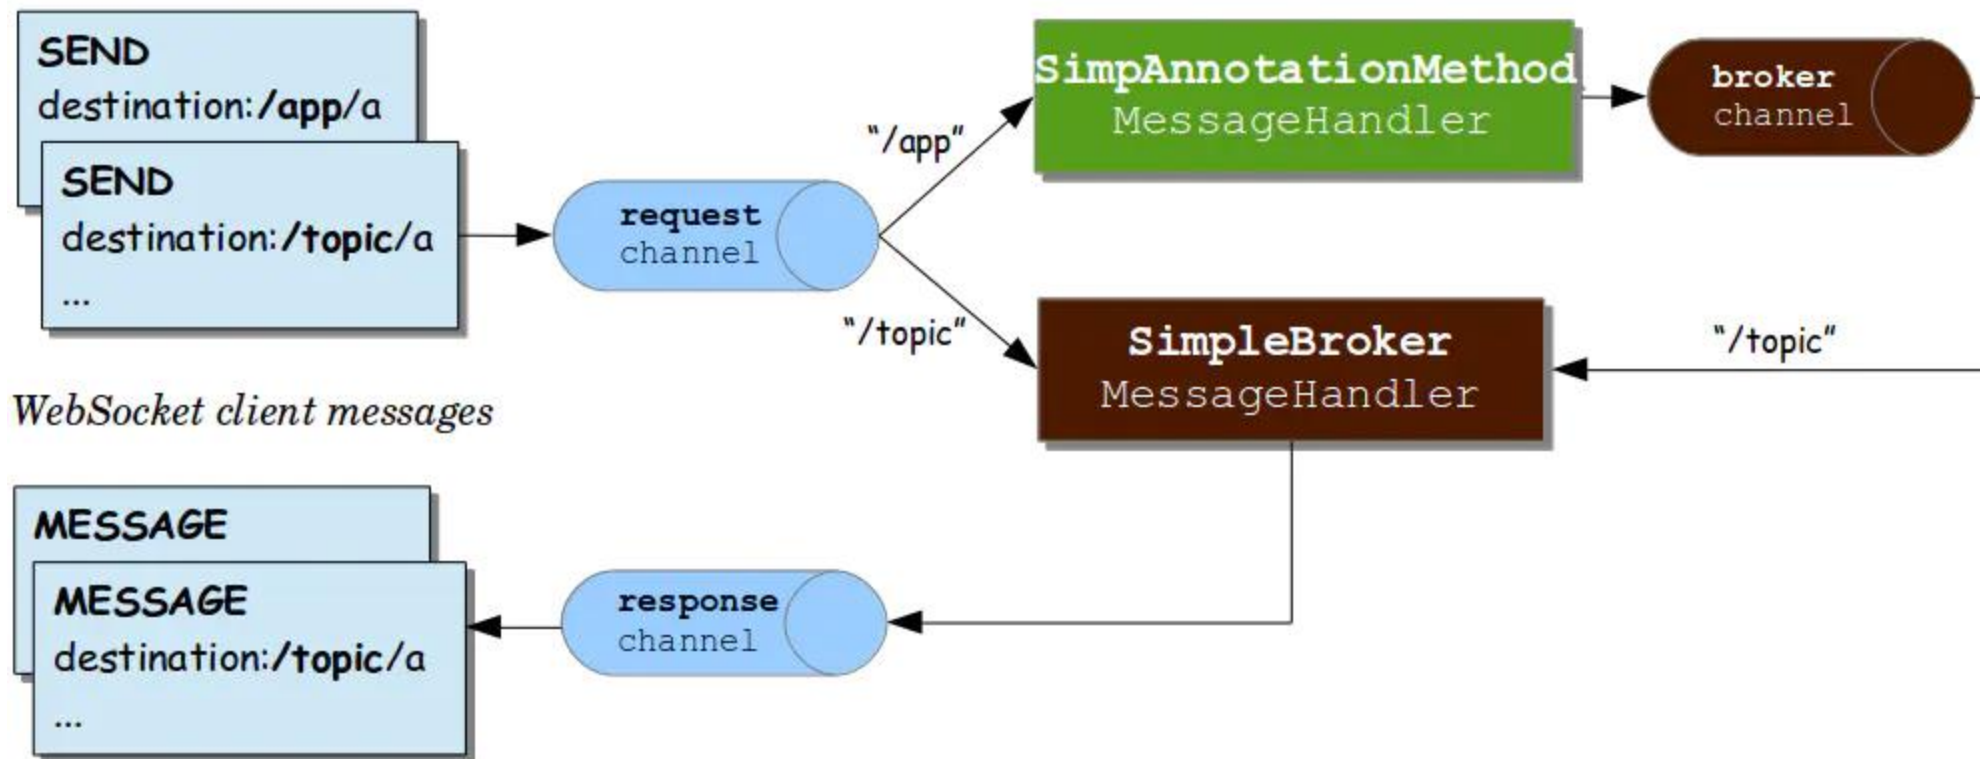 SEND
destination:/app/a
SEND
destination:/topic/a
...
request
channel
"/app"
"/topic"
SimpAnnotationMethod
MessageHandler
broker
channel
SimpleBroker
MessageHandler
"/topic"
WebSocket client messages
MESSAGE
MESSAGE
destination:/topic/a
...
response
channel